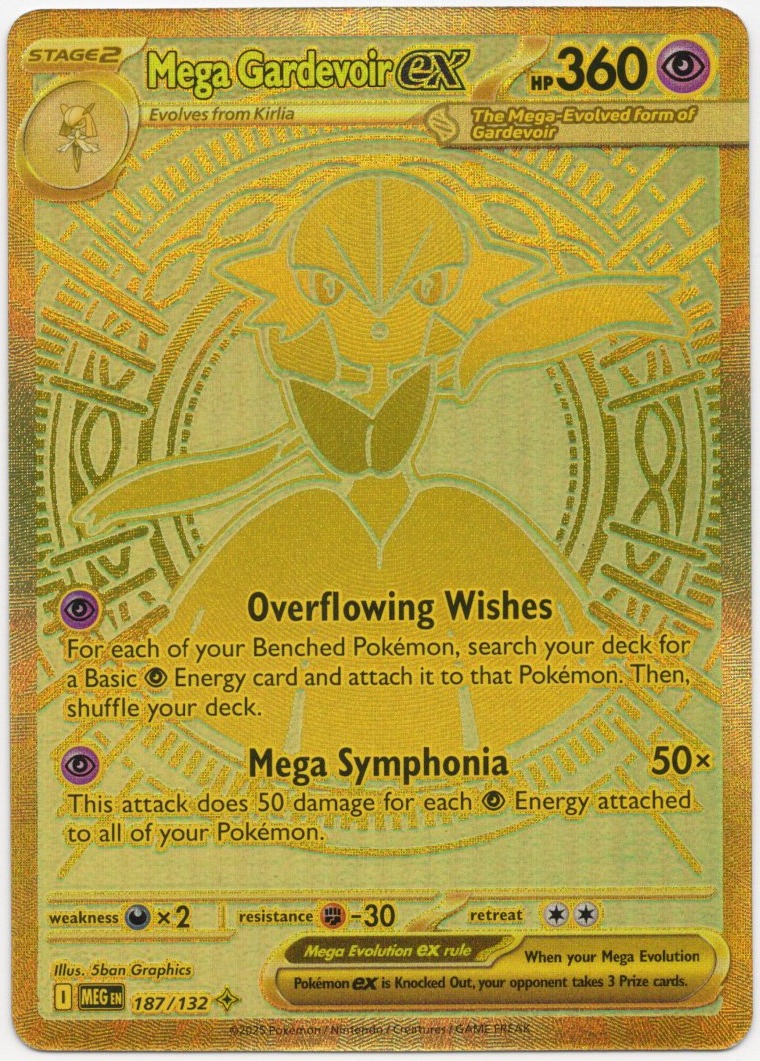 STAGE2
Mega Gardevoir ex
HP 360
Evolves from Kirlia
The Mega-Evolved form of
Gardevoir
Overflowing Wishes
For each of your Benched Pokémon, search your deck for
a Basic Energy card and attach it to that Pokémon. Then,
shuffle your deck.
Mega Symphonia 50×
This attack does 50 damage for each Energy attached
to all of your Pokémon.
weakness ×2 resistance -30 retreat
Mega Evolution ex rule When your Mega Evolution
Pokémon ex is Knocked Out, your opponent takes 3 Prize cards.
Illus. 5ban Graphics
I MEG EN 187/132
©2025 Pokémon / Nintendo / Creatures / GAME FREAK